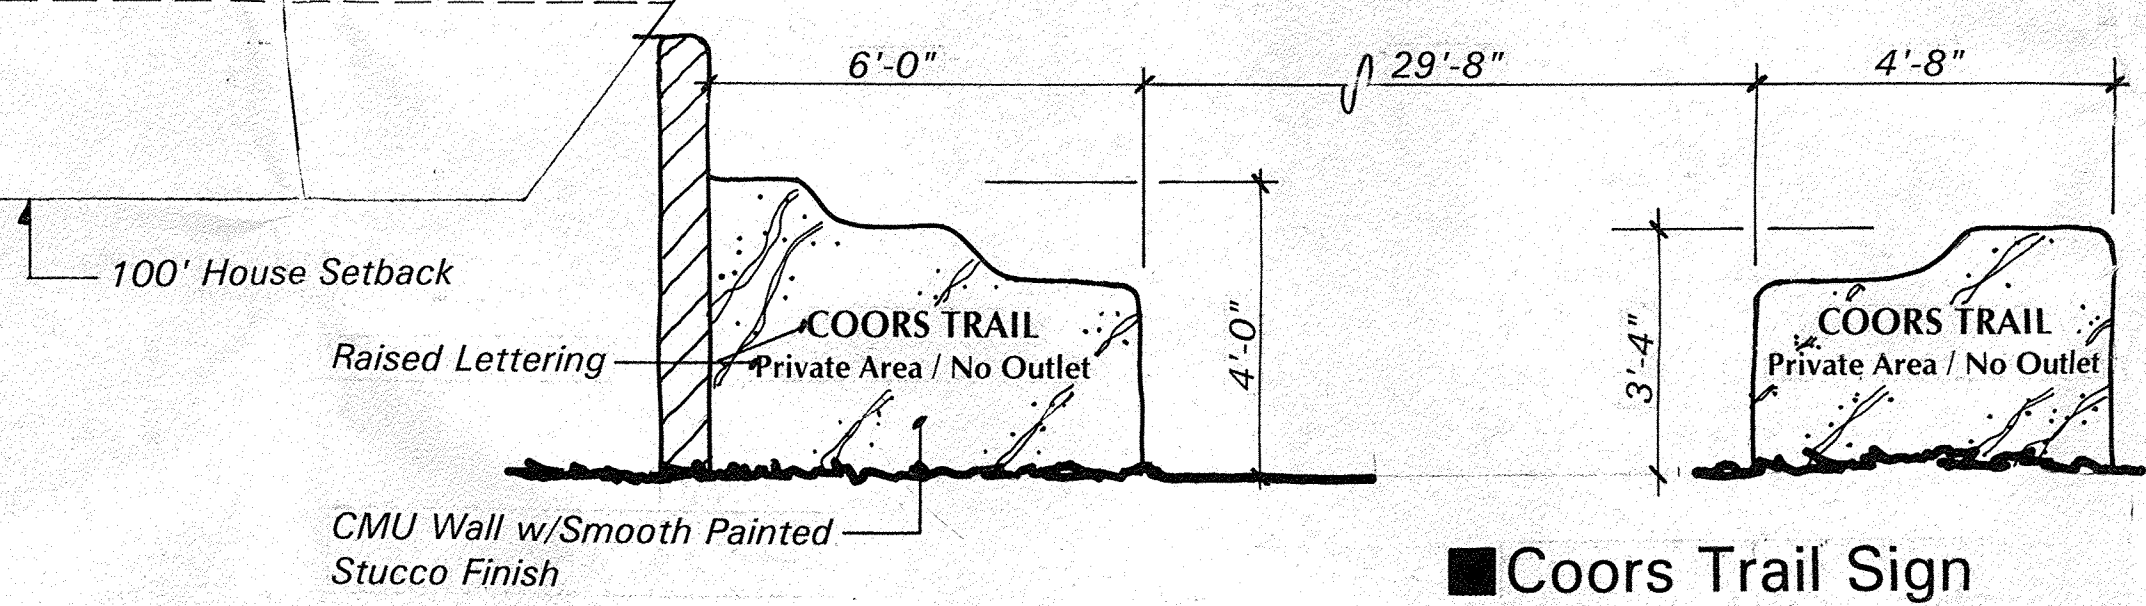 6'-0"
29'-8"
4'-8"
100' House Setback
COORS TRAIL
Private Area / No Outlet
Raised Lettering
4'-0"
3'-4"
COORS TRAIL
Private Area / No Outlet
CMU Wall w/Smooth Painted
Stucco Finish
Coors Trail Sign